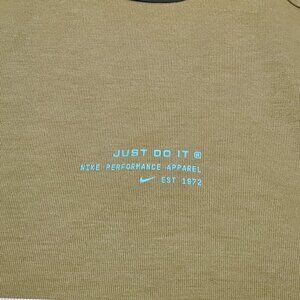 JUST DO IT ®
NIKE PERFORMANCE APPAREL
EST 1972